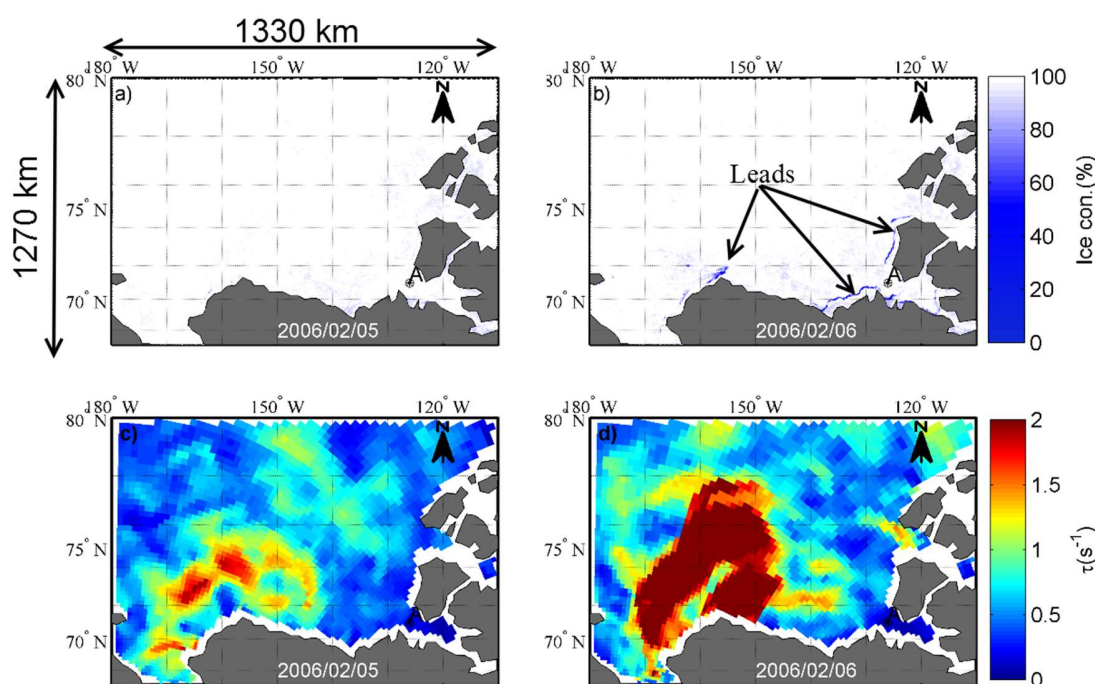 1330 km
1270 km
180° W 150° W 120° W
80° N
75° N
70° N
a)
N
A
2006/02/05
180° W 150° W 120° W
80° N
75° N
70° N
b)
N
Leads
A
2006/02/06
100
80
60
40
20
0
Ice con.(%)
180° W 150° W 120° W
80° N
75° N
70° N
c)
N
A
2006/02/05
180° W 150° W 120° W
80° N
75° N
70° N
d)
N
A
2006/02/06
2
1.5
1
0.5
0
τ(s⁻¹)